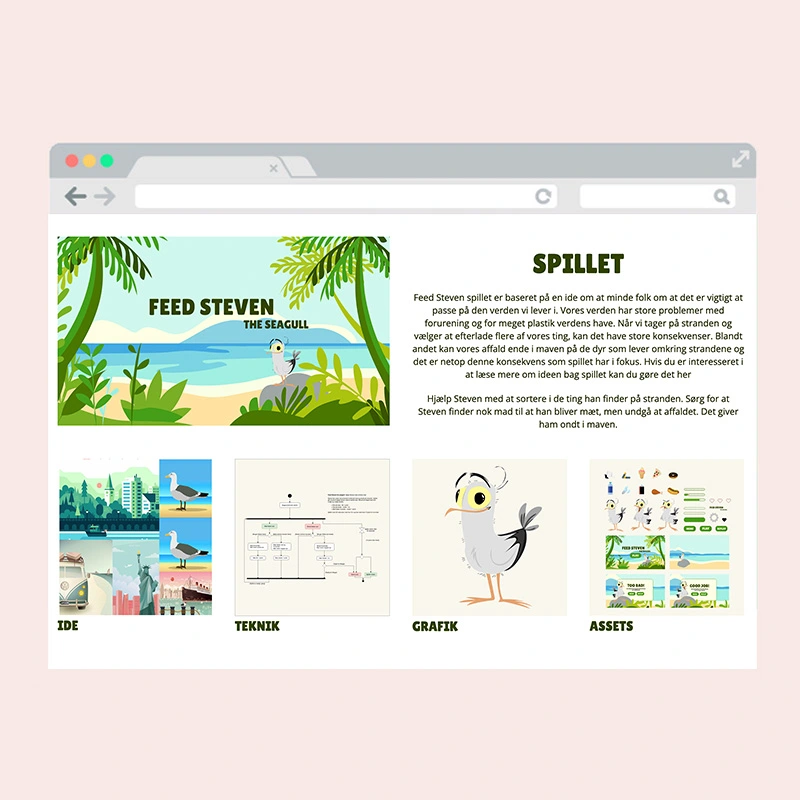 FEED STEVEN
THE SEAGULL
SPILLET
Feed Steven spillet er baseret på en ide om at minde folk om at det er vigtigt at
passe på den verden vi lever i. Vores verden har store problemer med
forurening og for meget plastik verdens have. Når vi tager på stranden og
vælger at efterlade flere af vores ting, kan det have store konsekvenser. Blandt
andet kan vores affald ende i maven på de dyr som lever omkring strandene og
det er netop denne konsekvens som spillet har i fokus. Hvis du er interesseret i
at læse mere om ideen bag spillet kan du gøre det her
Hjælp Steven med at sortere i de ting han finder på stranden. Sørg for at
Steven finder nok mad til at han bliver mæt, men undgå at affaldet. Det giver
ham ondt i maven.
FEED STEVEN
TOO BAD!
GOOD JOB!
IDE
TEKNIK
GRAFIK
ASSETS